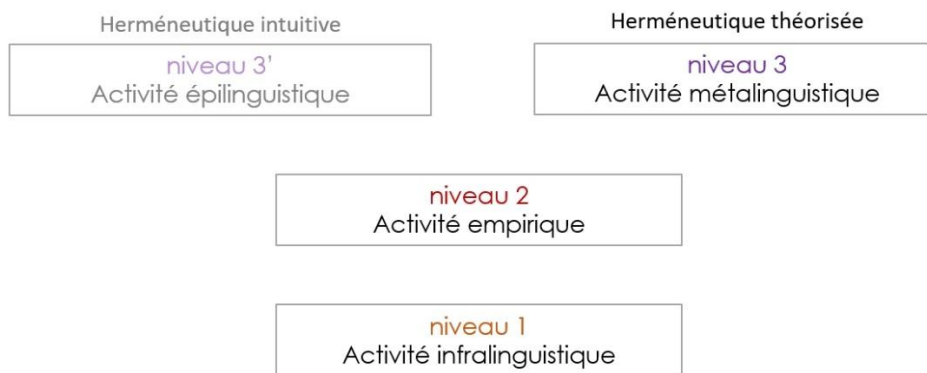 Herméneutique intuitive
niveau 3’
Activité épilinguistique
Herméneutique théorisée
niveau 3
Activité métalinguistique
niveau 2
Activité empirique
niveau 1
Activité infralinguistique